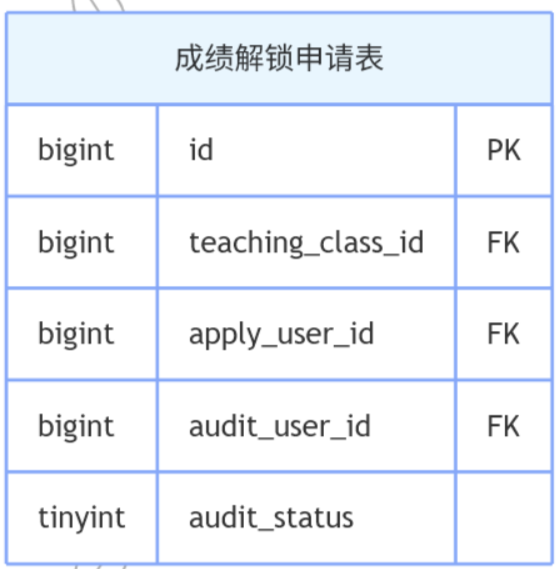 成绩解锁申请表
bigint id PK
bigint teaching_class_id FK
bigint apply_user_id FK
bigint audit_user_id FK
tinyint audit_status